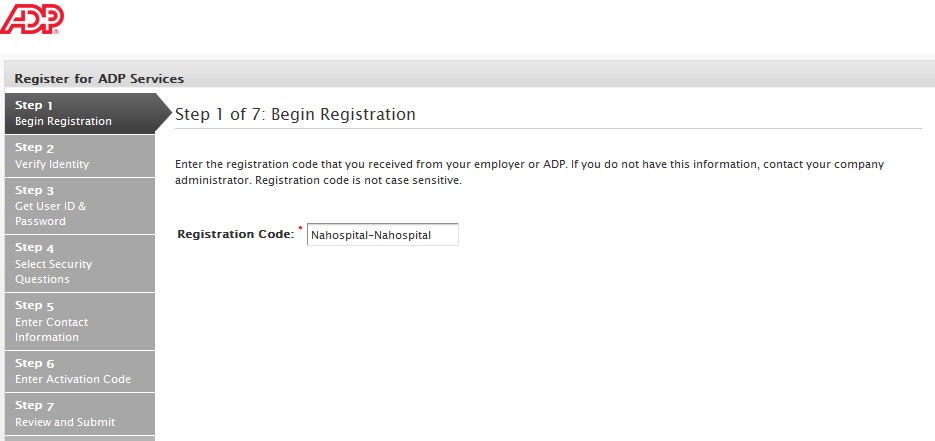 ADP
Register for ADP Services
Step 1
Begin Registration
Step 2
Verify Identity
Step 3
Get User ID &
Password
Step 4
Select Security
Questions
Step 5
Enter Contact
Information
Step 6
Enter Activation Code
Step 7
Review and Submit
Step 1 of 7: Begin Registration
Enter the registration code that you received from your employer or ADP. If you do not have this information, contact your company
administrator. Registration code is not case sensitive.
Registration Code: * Nahospital-Nahospital